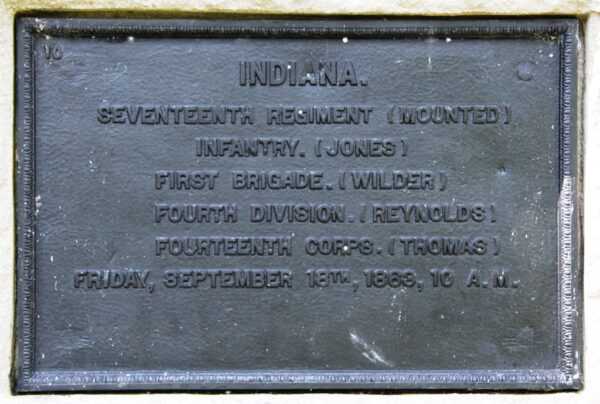 10
INDIANA.
SEVENTEENTH REGIMENT (MOUNTED)
INFANTRY. (JONES)
FIRST BRIGADE. (WILDER)
FOURTH DIVISION. (REYNOLDS)
FOURTEENTH CORPS. (THOMAS)
FRIDAY, SEPTEMBER 18TH, 1863, 10 A.M.